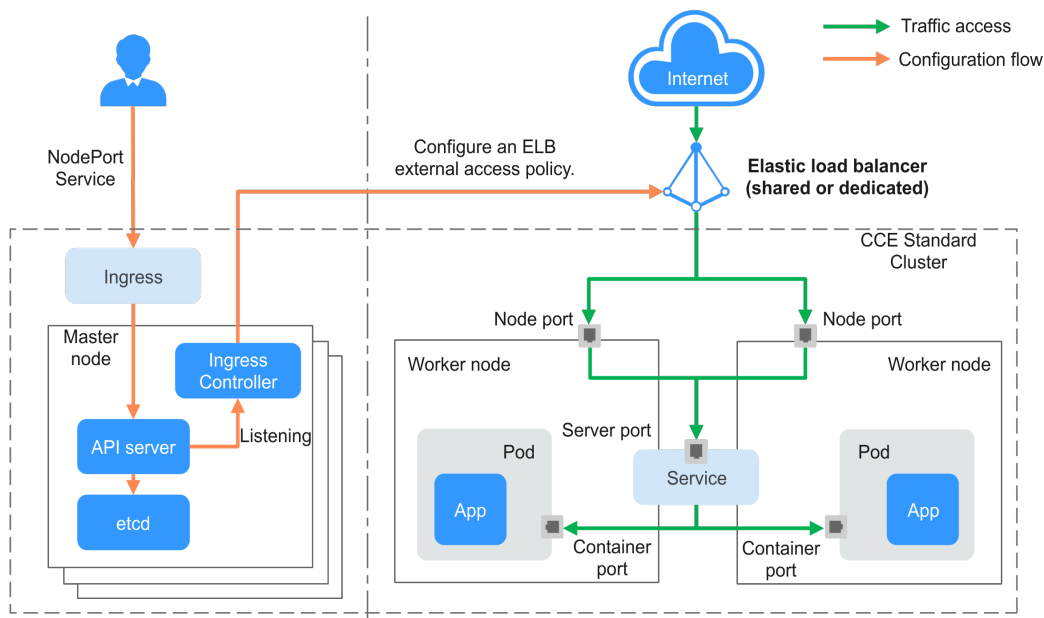 Traffic access
Configuration flow
Internet
NodePort
Service
Configure an ELB
external access policy.
Elastic load balancer
(shared or dedicated)
CCE Standard
Cluster
Ingress
Master
node
Ingress
Controller
API server
Listening
etcd
Node port
Node port
Worker node
Worker node
Server port
Pod
Service
Pod
App
App
Container
port
Container
port